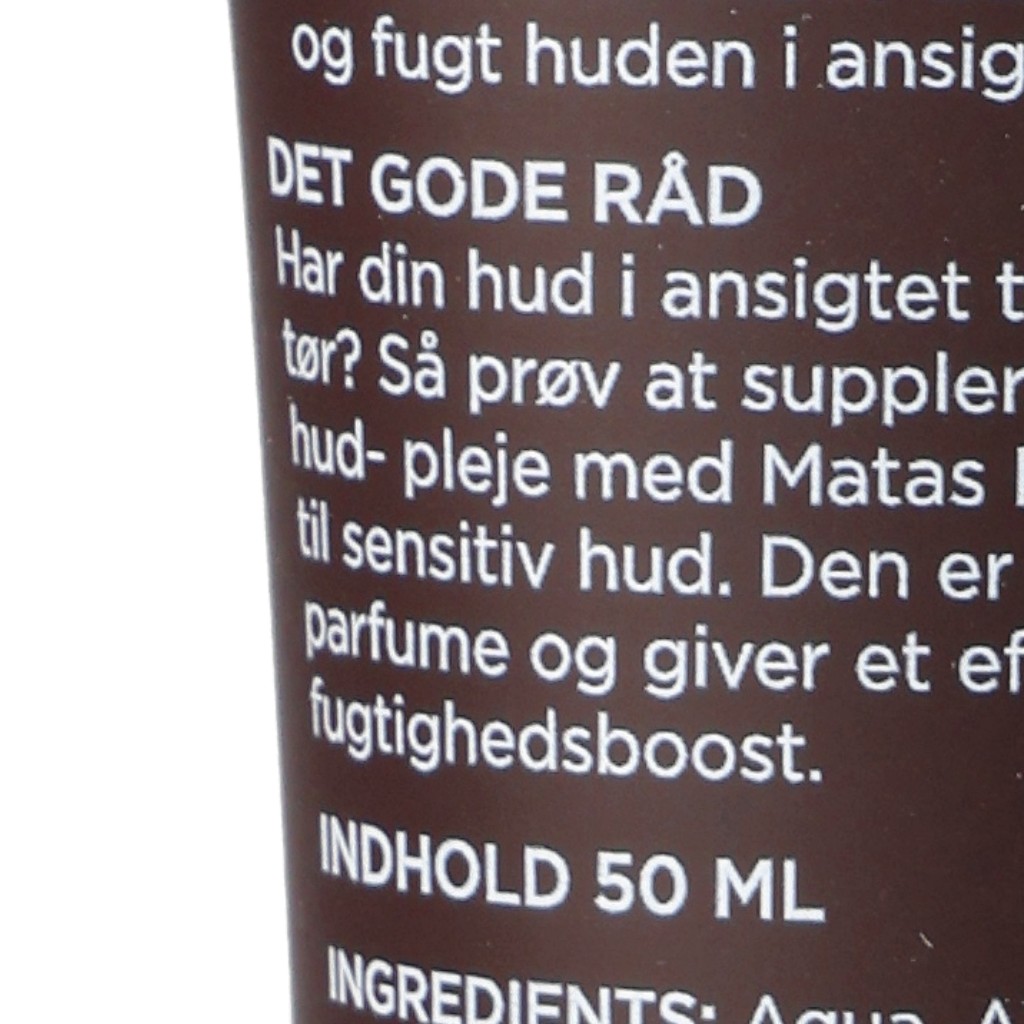 og fugt huden i ansig
DET GODE RÅD
Har din hud i ansigtet t
tør? Så prøv at suppler
hud- pleje med Matas
til sensitiv hud. Den er
parfume og giver et ef
fugtighedsboost.
INDHOLD 50 ML
INGREDIENTS: Aqua, A